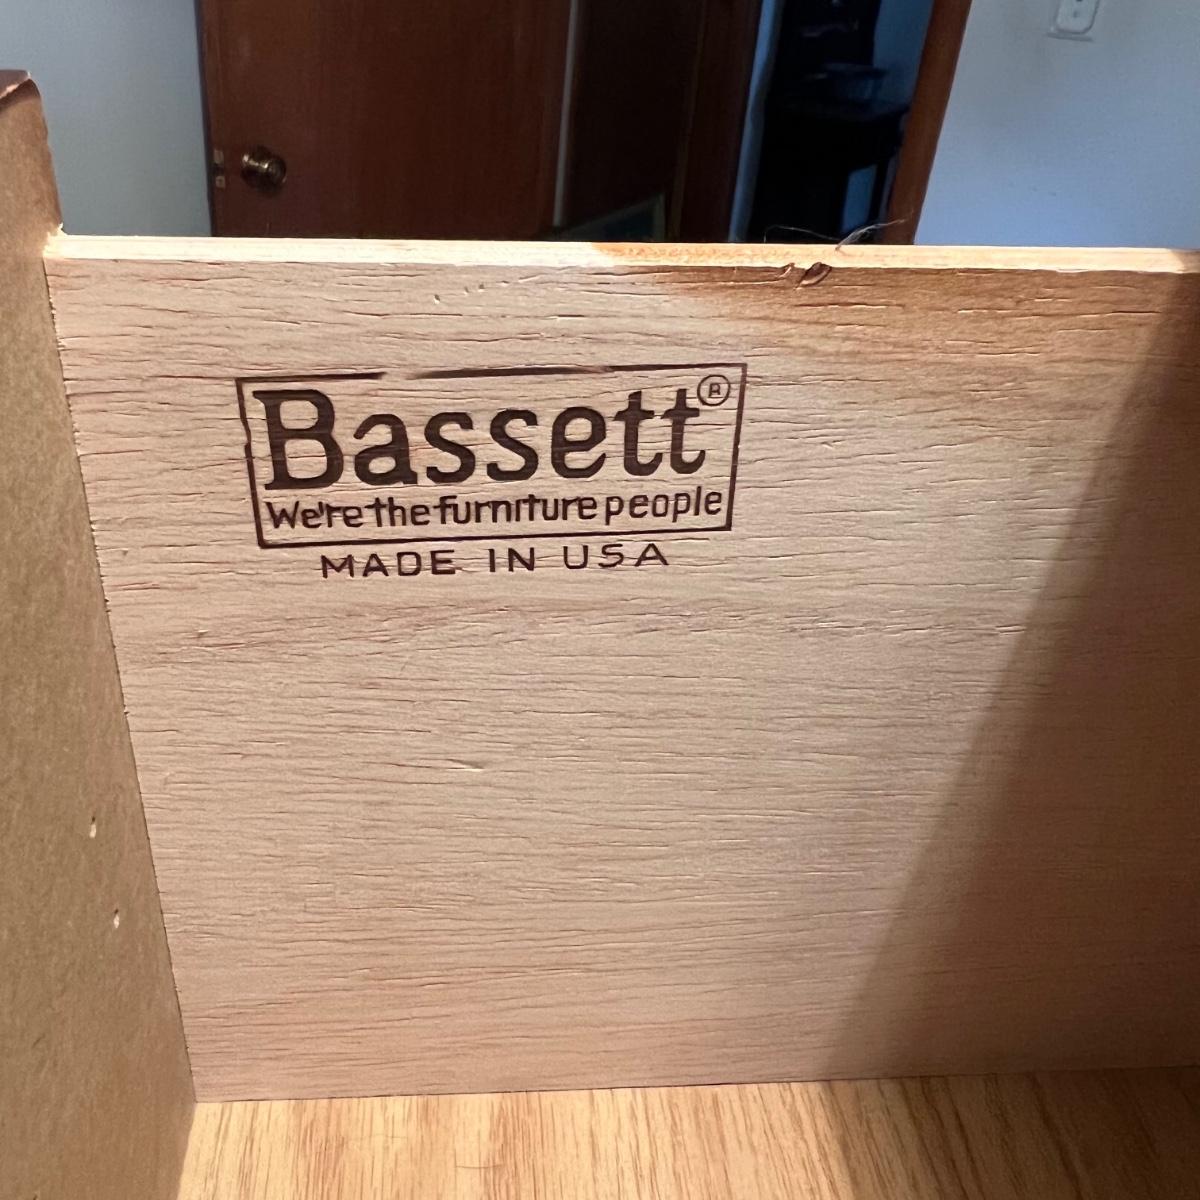 Bassett®
We're the furniture people
MADE IN USA